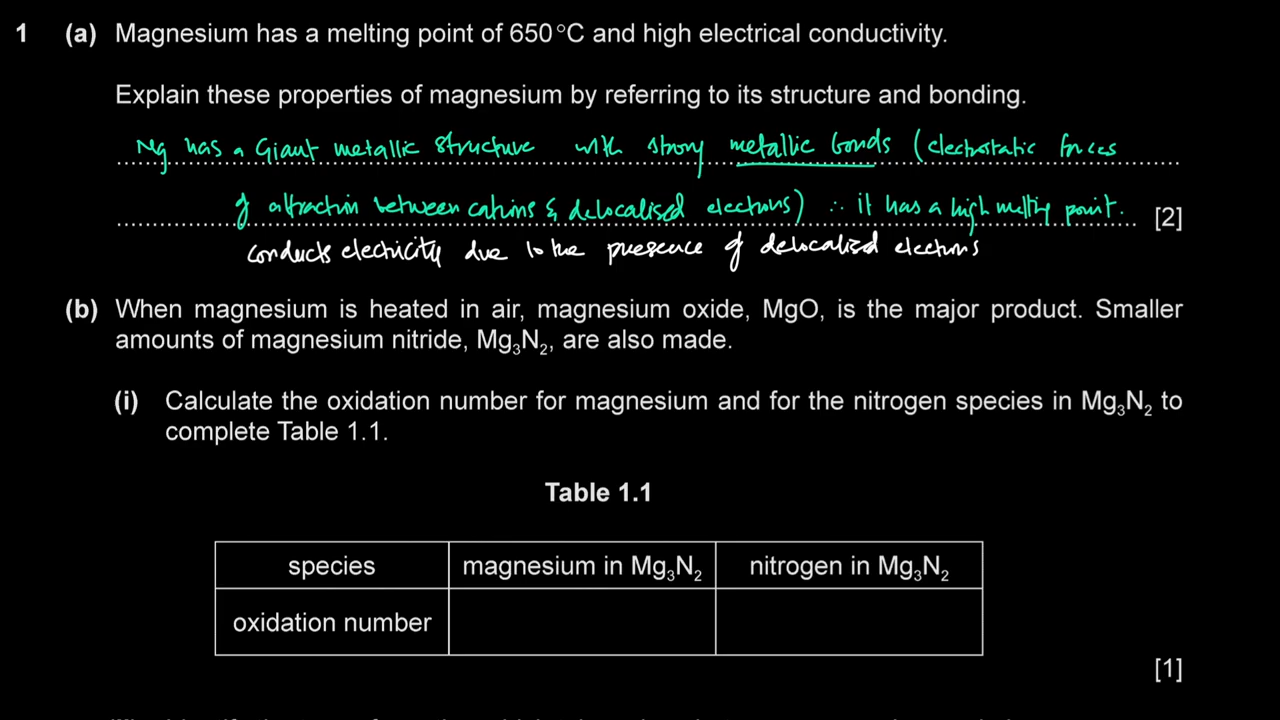 1 (a) Magnesium has a melting point of 650°C and high electrical conductivity.
Explain these properties of magnesium by referring to its structure and bonding.
Mg has a Giant metallic structure with strong metallic bonds (electrostatic forces
of attraction between cations & delocalised electrons) ∴ it has a high melting point. [2]
conducts electricity due to the presence of delocalised electrons
(b) When magnesium is heated in air, magnesium oxide, MgO, is the major product. Smaller
amounts of magnesium nitride, Mg₃N₂, are also made.
(i) Calculate the oxidation number for magnesium and for the nitrogen species in Mg₃N₂ to
complete Table 1.1.
Table 1.1
species magnesium in Mg₃N₂ nitrogen in Mg₃N₂
oxidation number
[1]